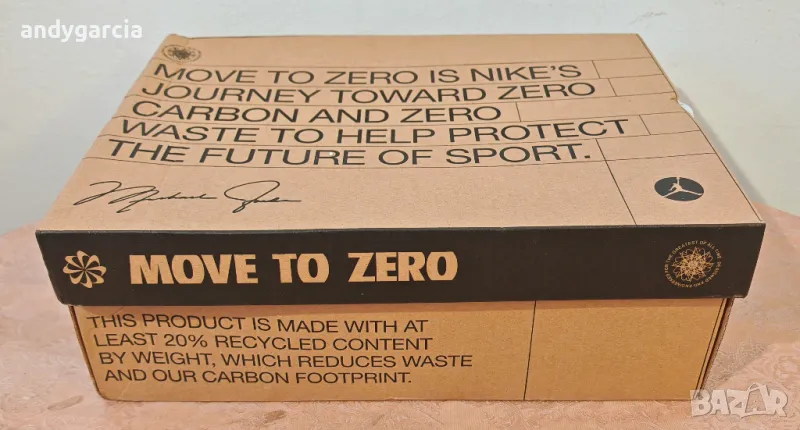 andygarcia
MOVE TO ZERO IS NIKE'S
JOURNEY TOWARD ZERO
CARBON AND ZERO
WASTE TO HELP PROTECT
THE FUTURE OF SPORT.
MOVE TO ZERO
THIS PRODUCT IS MADE WITH AT
LEAST 20% RECYCLED CONTENT
BY WEIGHT, WHICH REDUCES WASTE
AND OUR CARBON FOOTPRINT.
BAZAR